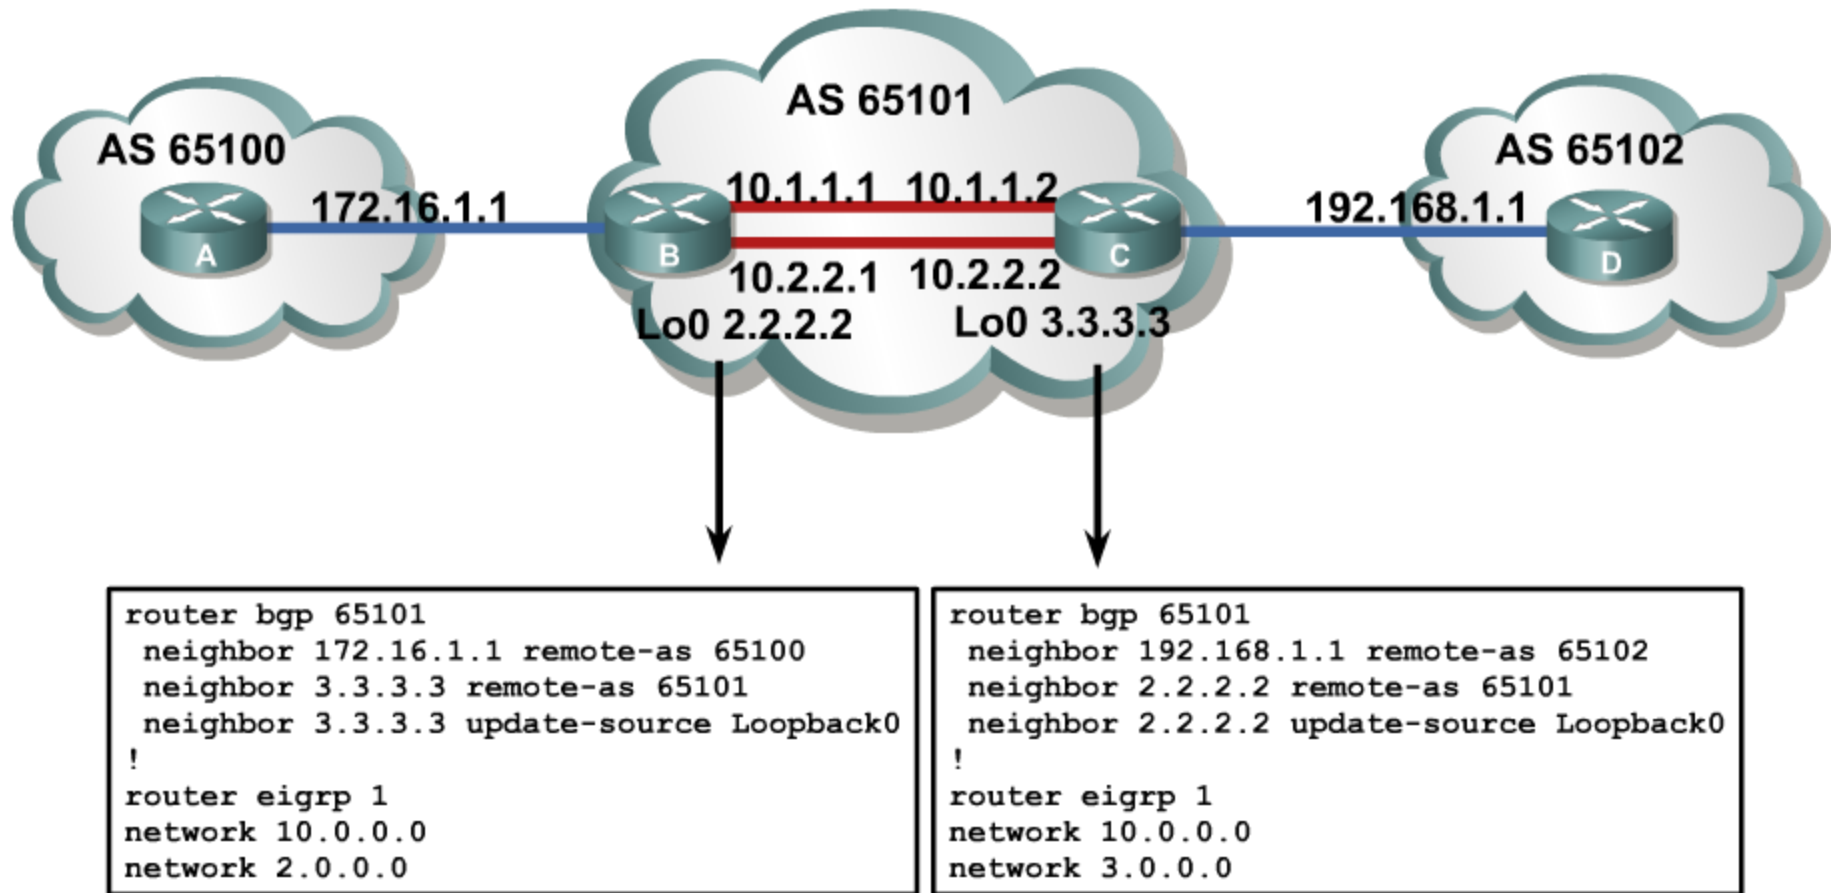 AS 65101
AS 65100
AS 65102
172.16.1.1
10.1.1.1 10.1.1.2
192.168.1.1
A
B
C
D
10.2.2.1 10.2.2.2
Lo0 2.2.2.2 Lo0 3.3.3.3
router bgp 65101
neighbor 172.16.1.1 remote-as 65100
neighbor 3.3.3.3 remote-as 65101
neighbor 3.3.3.3 update-source Loopback0
!
router eigrp 1
network 10.0.0.0
network 2.0.0.0
router bgp 65101
neighbor 192.168.1.1 remote-as 65102
neighbor 2.2.2.2 remote-as 65101
neighbor 2.2.2.2 update-source Loopback0
!
router eigrp 1
network 10.0.0.0
network 3.0.0.0